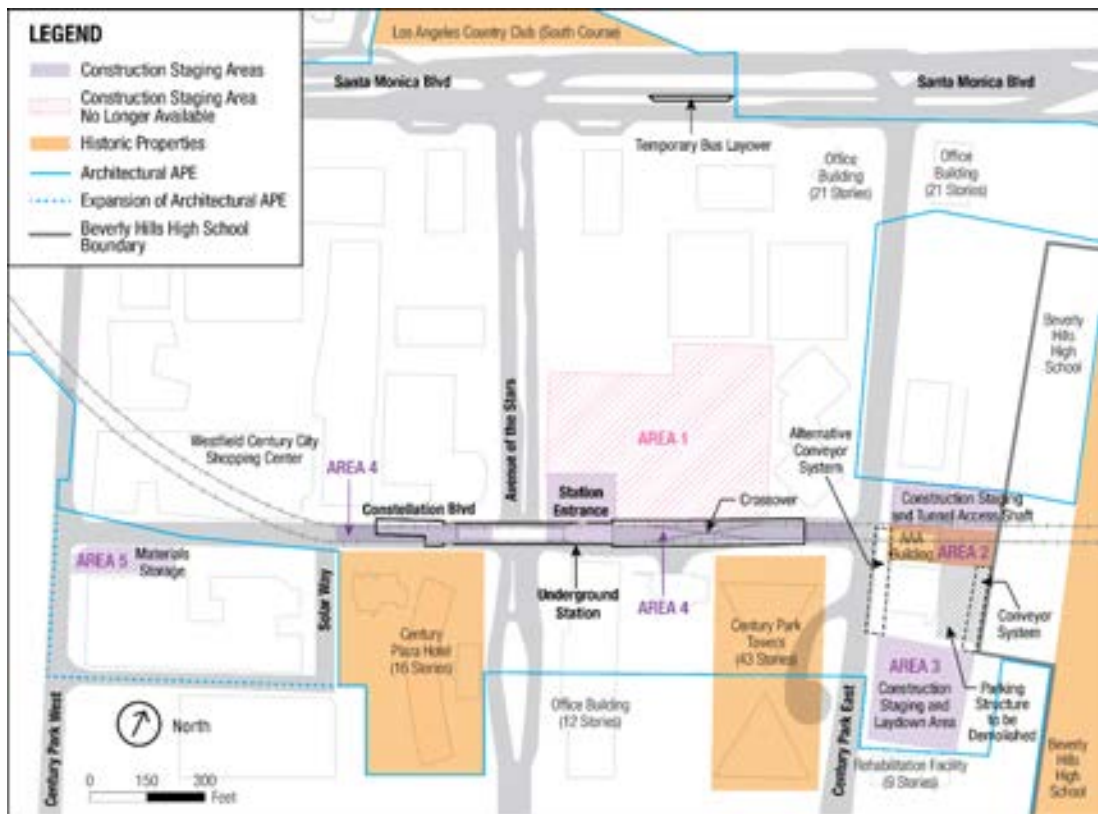 LEGEND
Construction Staging Areas
Construction Staging Area
No Longer Available
Historic Properties
Architectural APE
Expansion of Architectural APE
Beverly Hills High School
Boundary
Los Angeles Country Club (South Course)
Santa Monica Blvd
Santa Monica Blvd
Temporary Bus Layover
Office
Building
(21 Stories)
Office
Building
(21 Stories)
Beverly
Hills
High
School
Avenue of the Stars
AREA 1
Alternative
Conveyor
System
Westfield Century City
Shopping Center
AREA 4
Station
Entrance
Crossover
Construction Staging
and Tunnel Access Shaft
Constellation Blvd
AAA
Building
AREA 2
AREA 5
Materials
Storage
Solar Way
Underground
Station
AREA 4
Conveyor
System
Century
Plaza Hotel
(16 Stories)
Century Park
Towers
(43 Stories)
AREA 3
Construction
Staging and
Laydown Area
Parking
Structure
to be
Demolished
Office Building
(12 Stories)
Century Park West
North
Century Park East
Rehabilitation Facility
(9 Stories)
Beverly
Hills
High
School
0 150 300
Feet